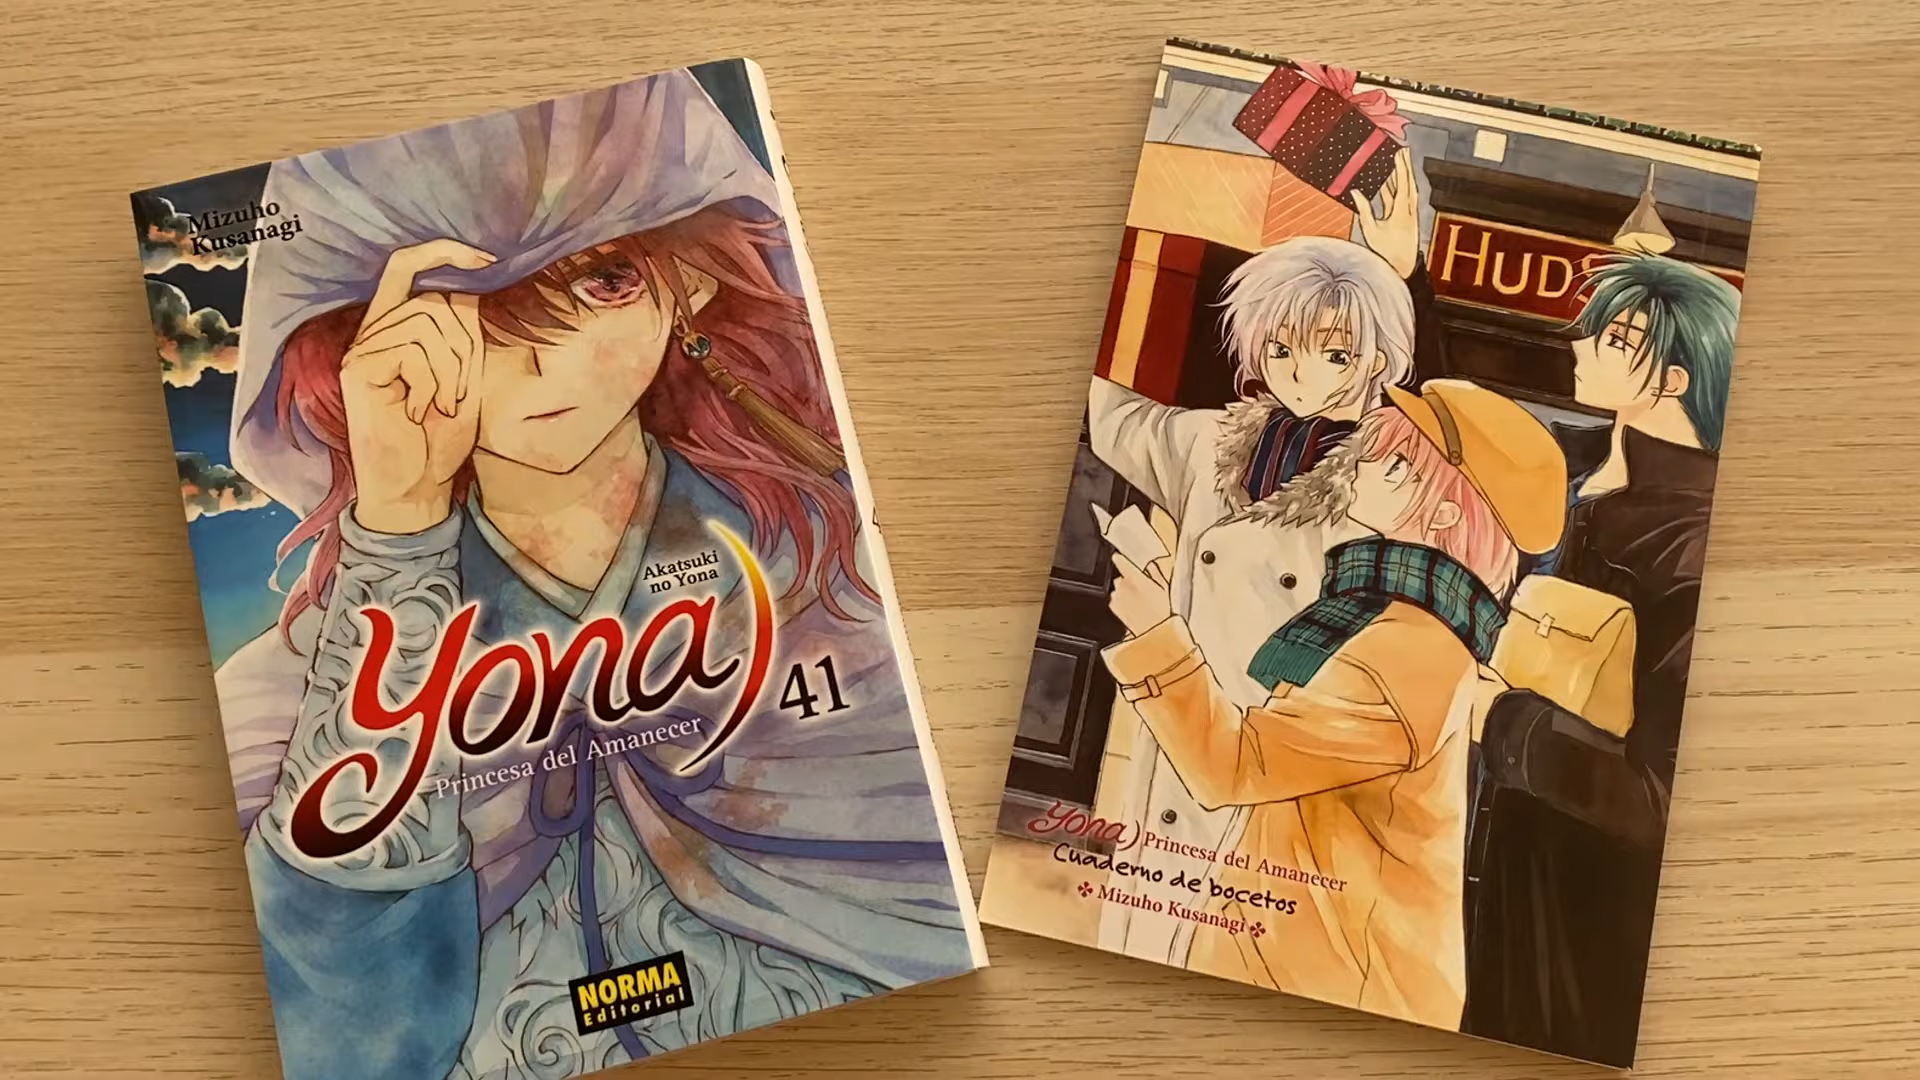 Mizuho
Kusanagi
Akatsuki
no Yona
Yona
41
Princesa del Amanecer
NORMA
Editorial
HUDS
Yona Princesa del Amanecer
Cuaderno de bocetos
Mizuho Kusanagi